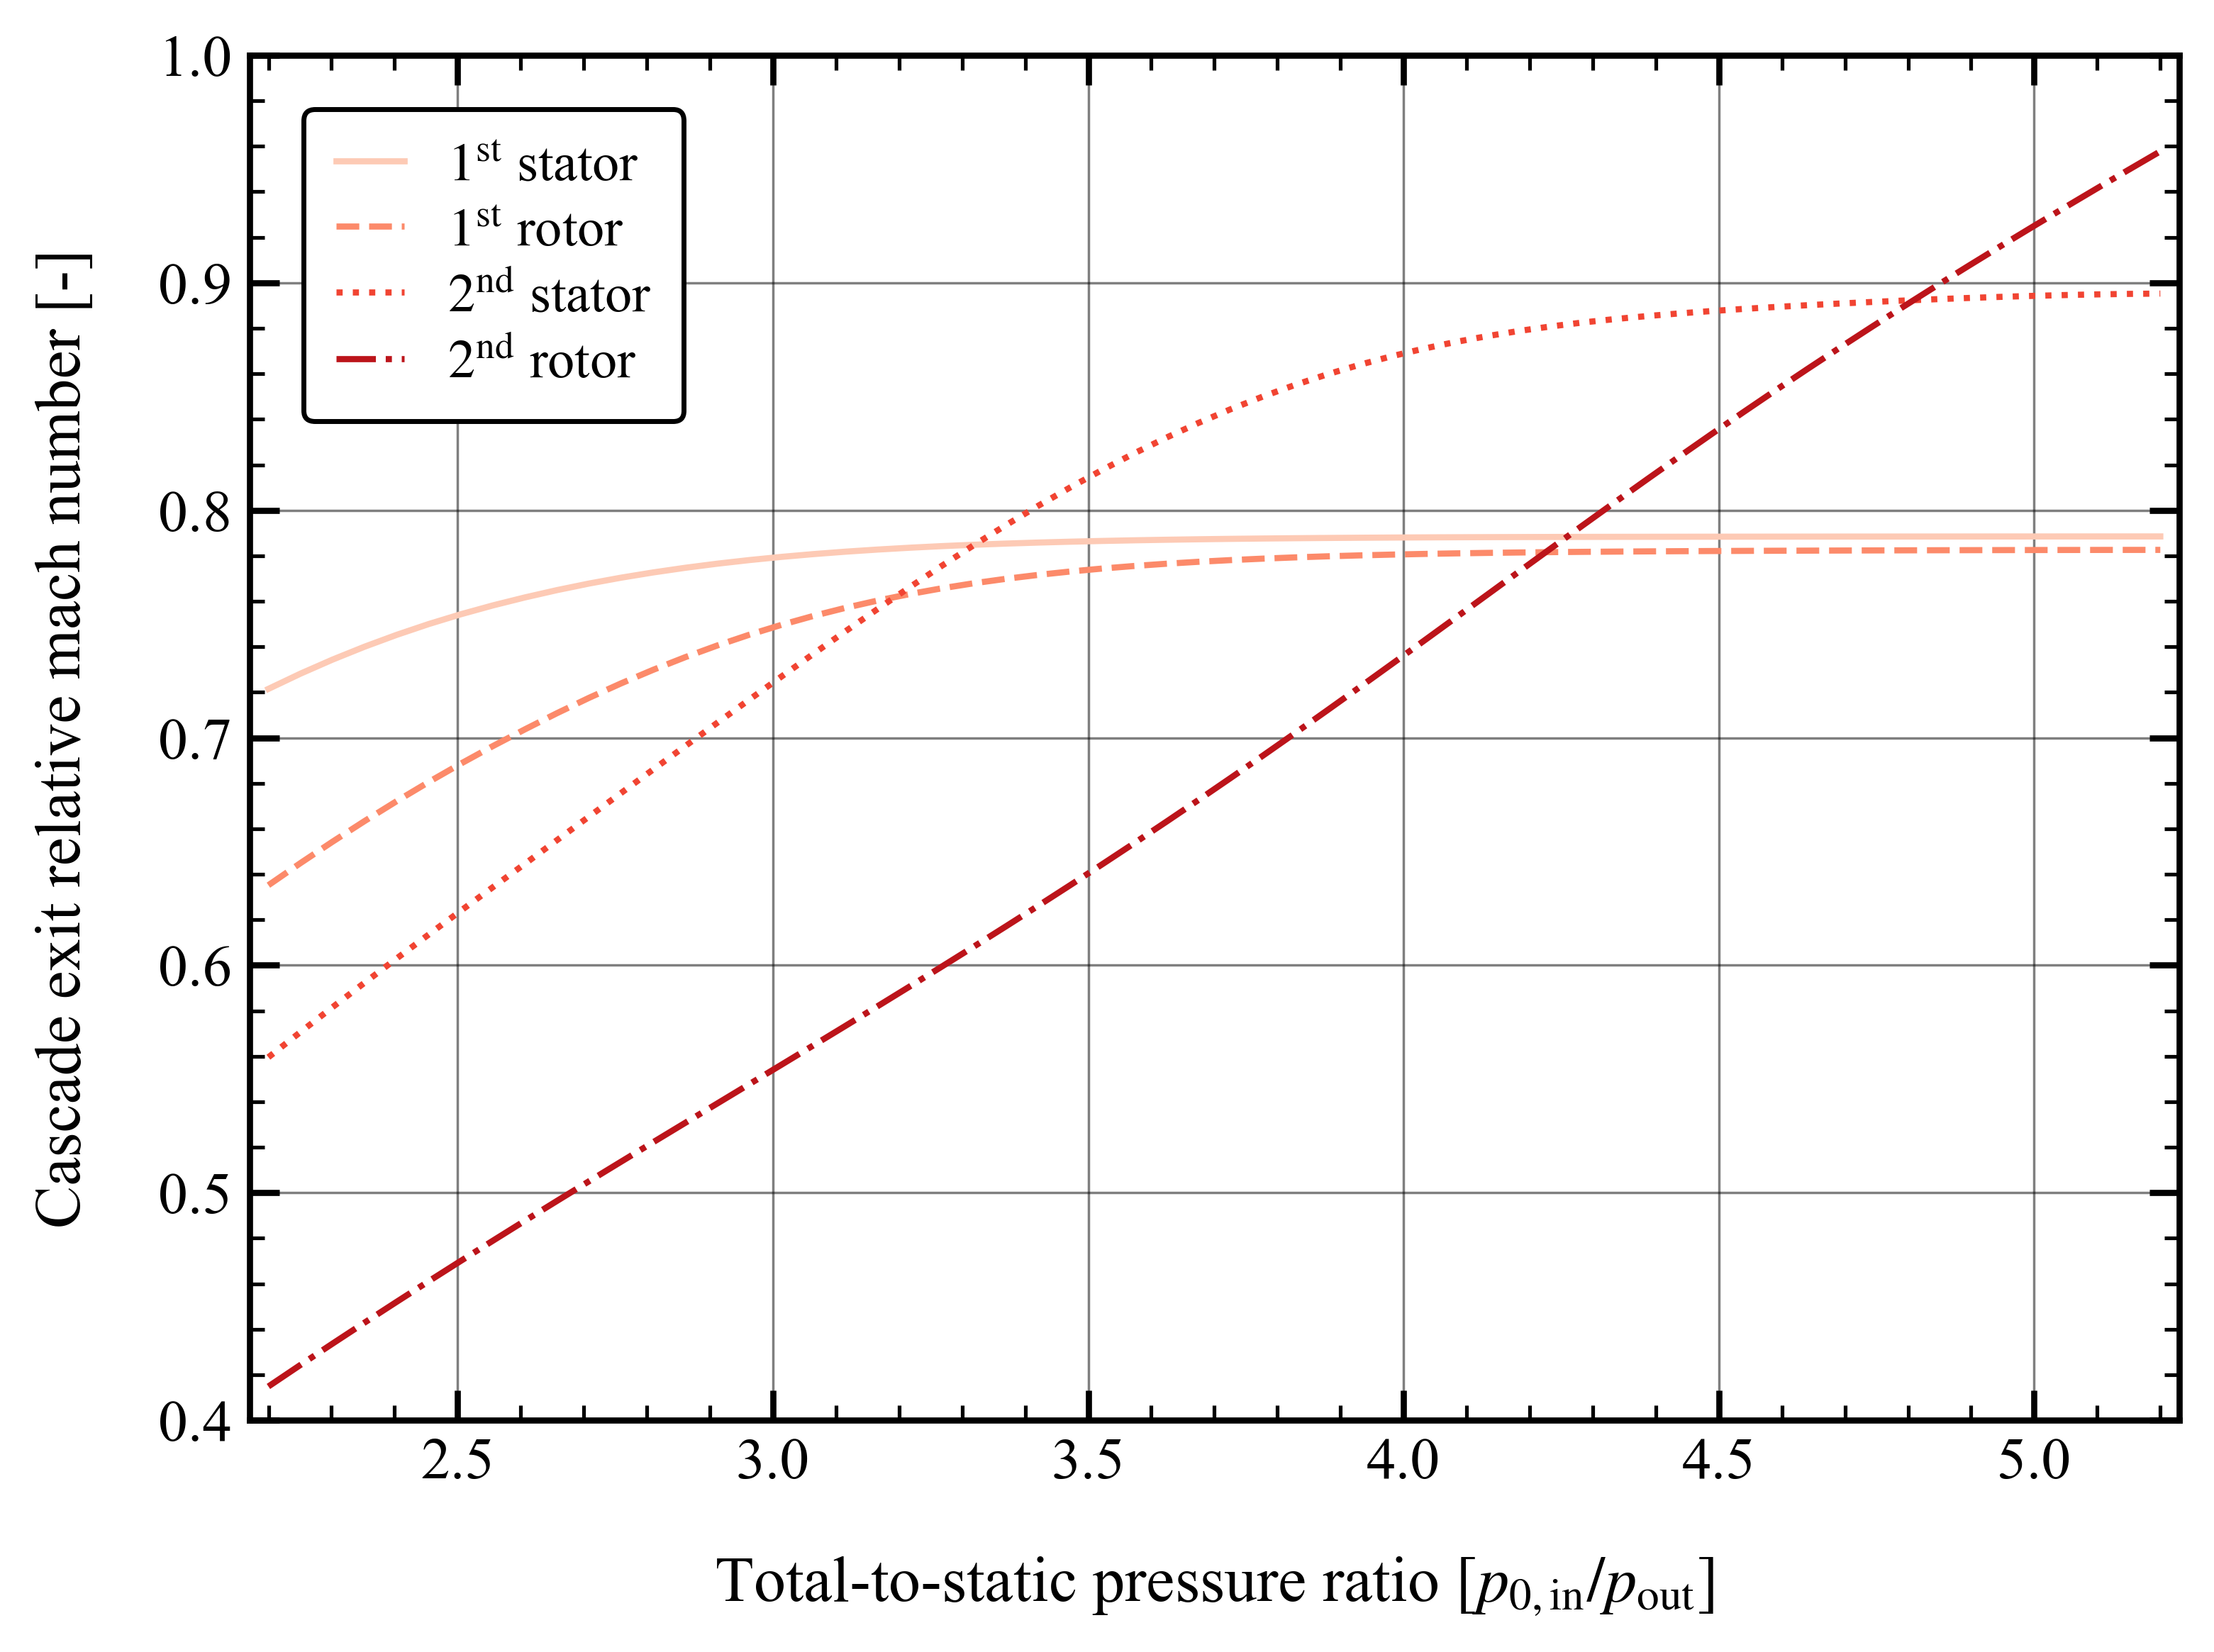 1.0
0.9
0.8
0.7
0.6
0.5
0.4
Cascade exit relative mach number [-]
1st stator
1st rotor
2nd stator
2nd rotor
2.5 3.0 3.5 4.0 4.5 5.0
Total-to-static pressure ratio [p0, in/pout]